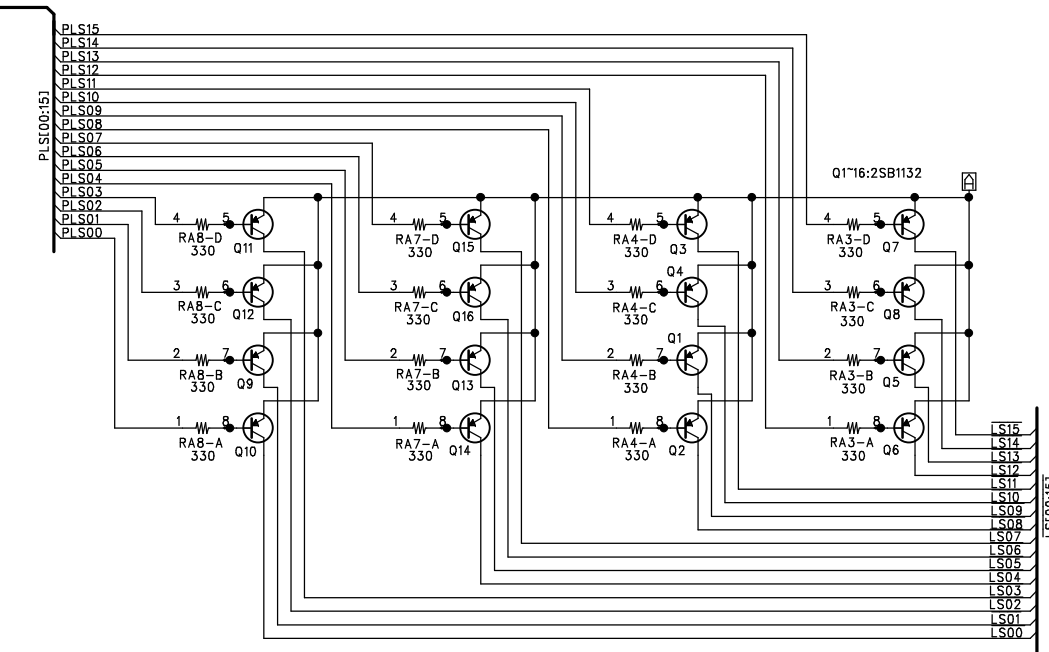 PLS15
PLS14
PLS13
PLS12
PLS11
PLS10
PLS09
PLS08
PLS07
PLS06
PLS05
PLS04
PLS03
PLS02
PLS01
PLS00
PLS[00:15]
Q1~16:2SB1132
A
4 5
RA8-D Q11
330
4 5
RA7-D Q15
330
4 5
RA4-D Q3
330
4 5
RA3-D Q7
330
3 6
RA8-C Q12
330
3 6
RA7-C Q16
330
Q4
3 6
RA4-C
330
3 6
RA3-C Q8
330
2 7
RA8-B Q9
330
2 7
RA7-B Q13
330
Q1
2 7
RA4-B
330
2 7
RA3-B Q5
330
1 8
RA8-A Q10
330
1 8
RA7-A Q14
330
1 8
RA4-A Q2
330
1 8
RA3-A Q6
330
LS15
LS14
LS13
LS12
LS11
LS10
LS09
LS08
LS07
LS06
LS05
LS04
LS03
LS02
LS01
LS00
LS[00:15]